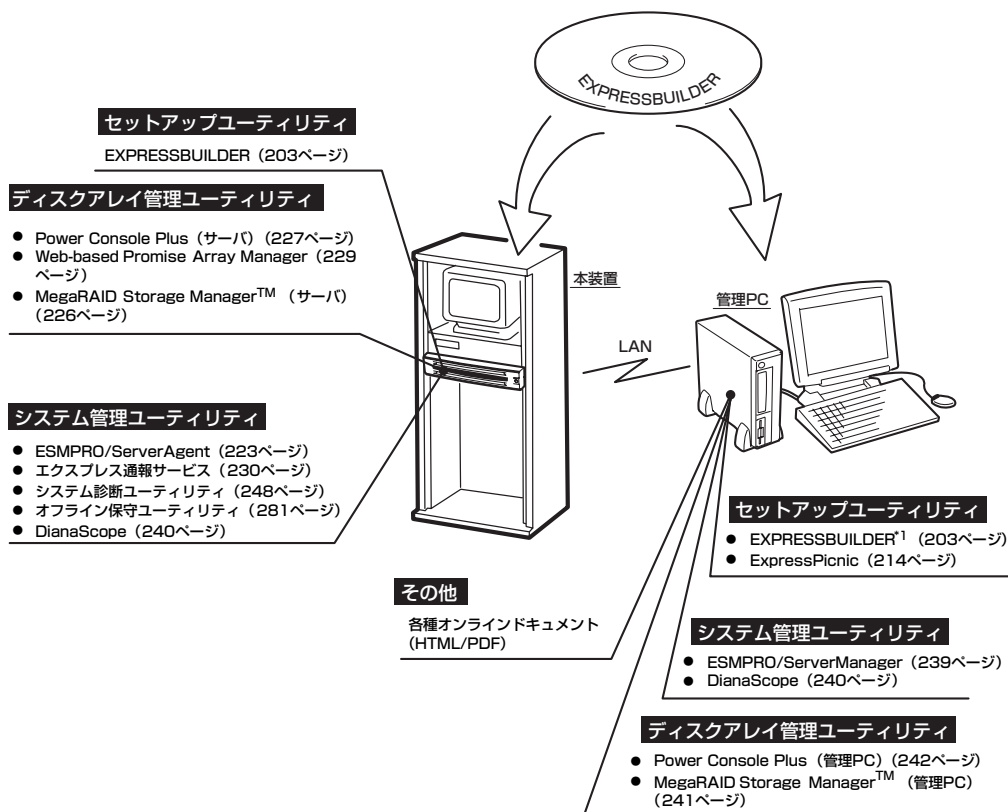 EXPRESSBUILDER
セットアップユーティリティ
EXPRESSBUILDER（203ページ）
ディスクアレイ管理ユーティリティ
● Power Console Plus（サーバ）（227ページ）
● Web-based Promise Array Manager（229
ページ）
● MegaRAID Storage Manager™ （サーバ）
（226ページ）
システム管理ユーティリティ
● ESMPRO/ServerAgent（223ページ）
● エクスプレス通報サービス（230ページ）
● システム診断ユーティリティ（248ページ）
● オフライン保守ユーティリティ（281ページ）
● DianaScope（240ページ）
本装置
LAN
管理PC
セットアップユーティリティ
● EXPRESSBUILDER*1（203ページ）
● ExpressPicnic（214ページ）
その他
各種オンラインドキュメント
（HTML/PDF）
システム管理ユーティリティ
● ESMPRO/ServerManager（239ページ）
● DianaScope（240ページ）
ディスクアレイ管理ユーティリティ
● Power Console Plus（管理PC）（242ページ）
● MegaRAID Storage Manager™ （管理PC）
（241ページ）